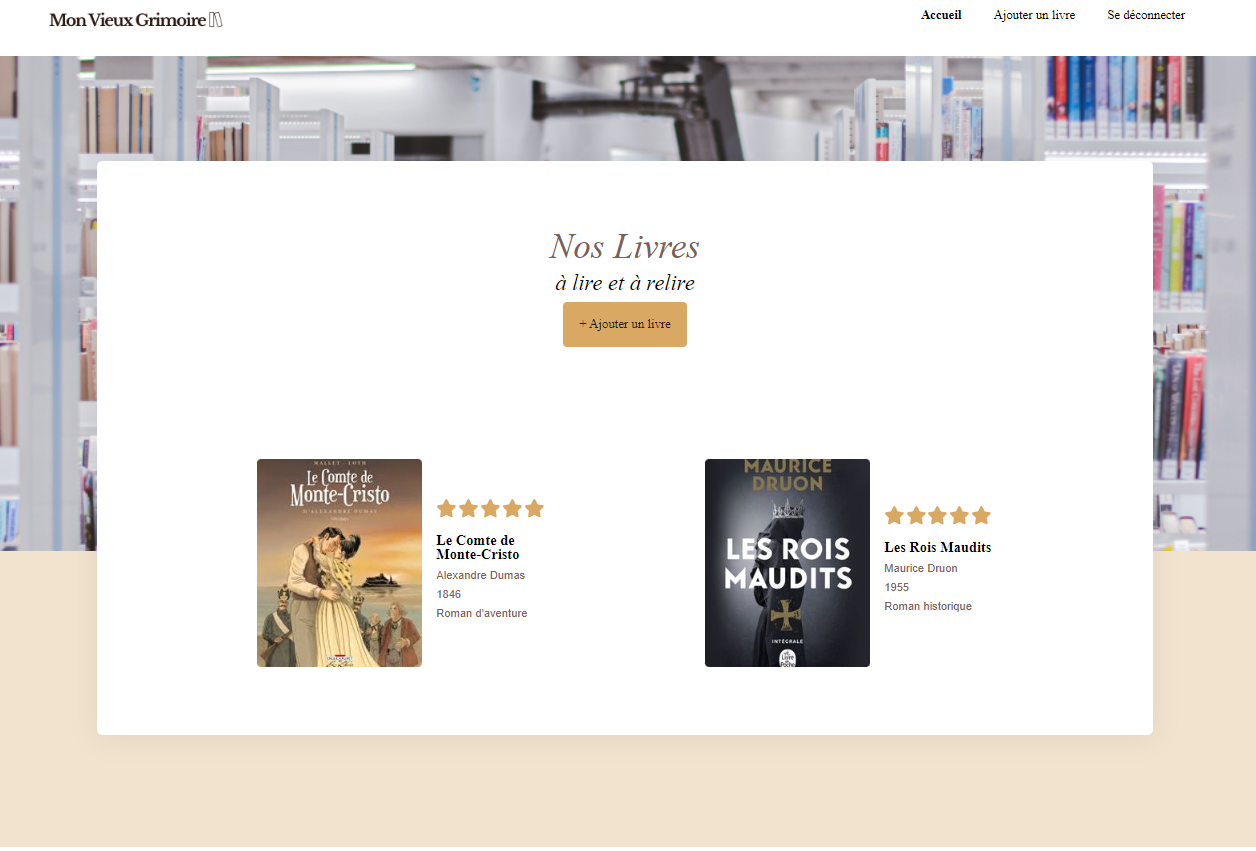 Mon Vieux Grimoire
Accueil
Ajouter un livre
Se déconnecter
Nos Livres
à lire et à relire
+ Ajouter un livre
MALLET - LOTH
Le Comte de
Monte-Cristo
D'ALEXANDRE DUMAS
Le Comte de
Monte-Cristo
Alexandre Dumas
1846
Roman d'aventure
MAURICE
DRUON
LES ROIS
MAUDITS
INTÉGRALE
Le Livre
de Poche
Les Rois Maudits
Maurice Druon
1955
Roman historique